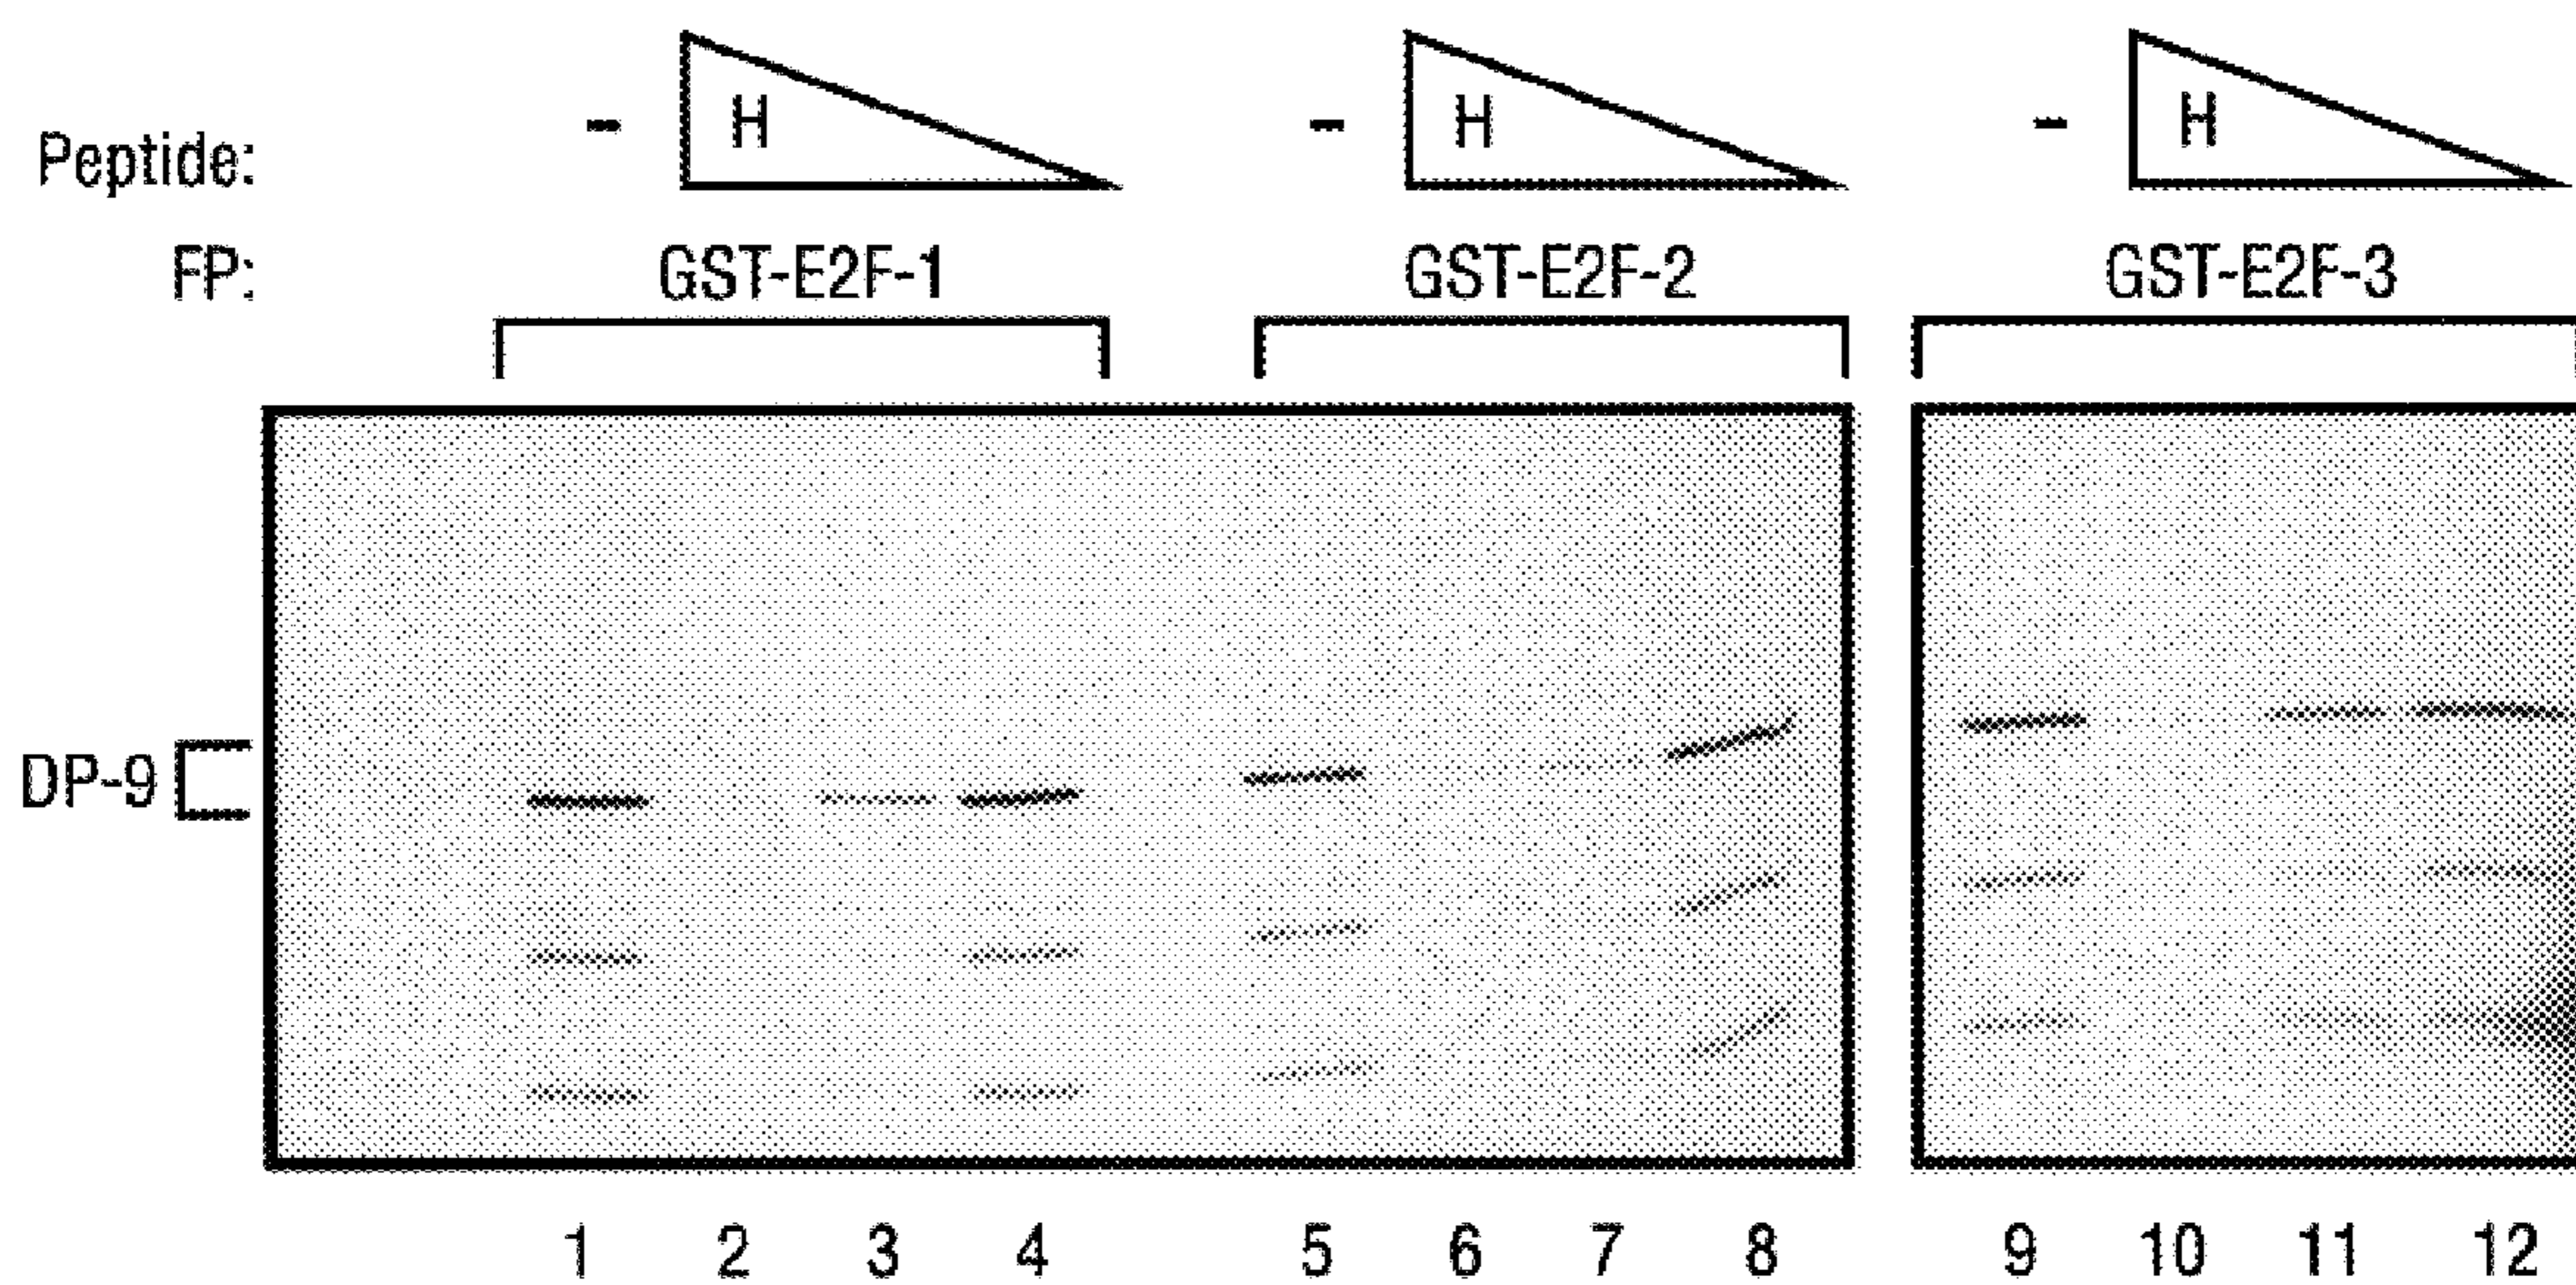 Peptide: - H - H - H
FP: GST-E2F-1 GST-E2F-2 GST-E2F-3
DP-9
1 2 3 4 5 6 7 8 9 10 11 12